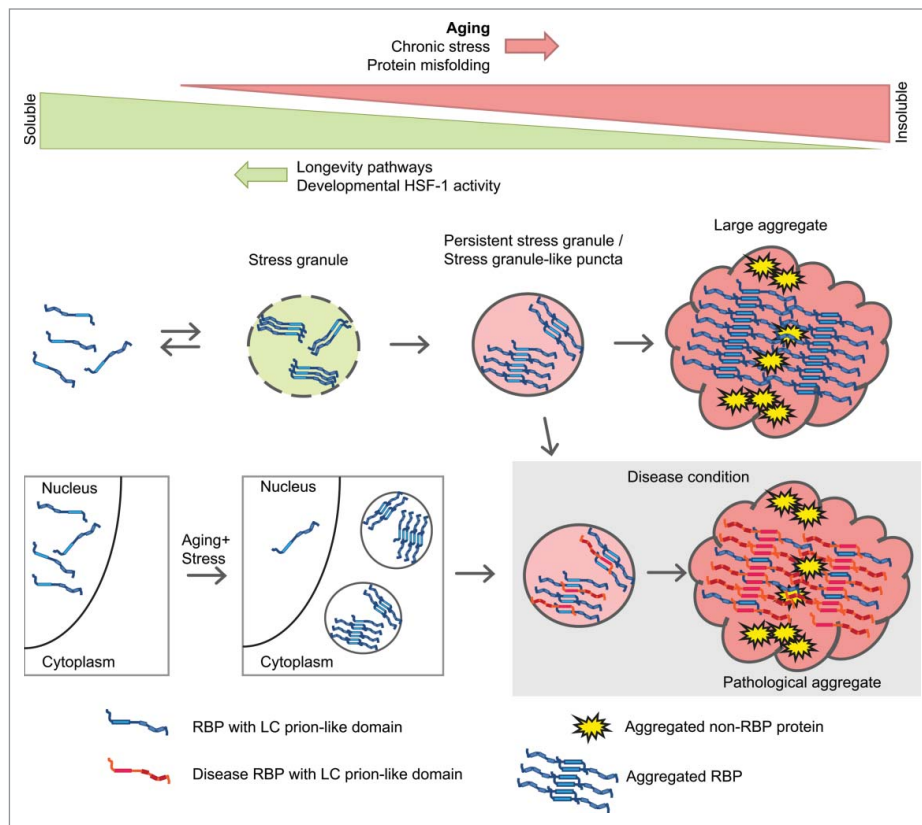 Aging
Chronic stress
Protein misfolding
Soluble
Insoluble
Longevity pathways
Developmental HSF-1 activity
Stress granule
Persistent stress granule /
Stress granule-like puncta
Large aggregate
Nucleus
Cytoplasm
Aging+
Stress
Nucleus
Cytoplasm
Disease condition
Pathological aggregate
RBP with LC prion-like domain
Disease RBP with LC prion-like domain
Aggregated non-RBP protein
Aggregated RBP